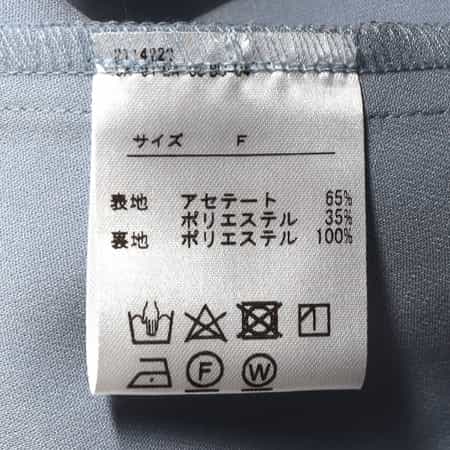 サイズ F
表地 アセテート 65%
ポリエステル 35%
裏地 ポリエステル 100%
F W